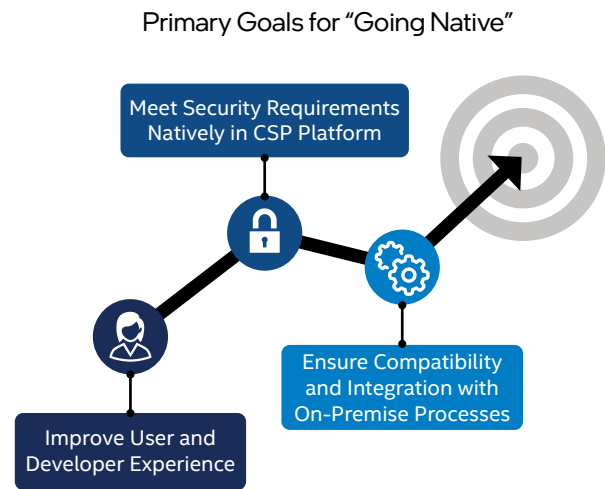 Primary Goals for “Going Native”
Meet Security Requirements
Natively in CSP Platform
Ensure Compatibility
and Integration with
On-Premise Processes
Improve User and
Developer Experience